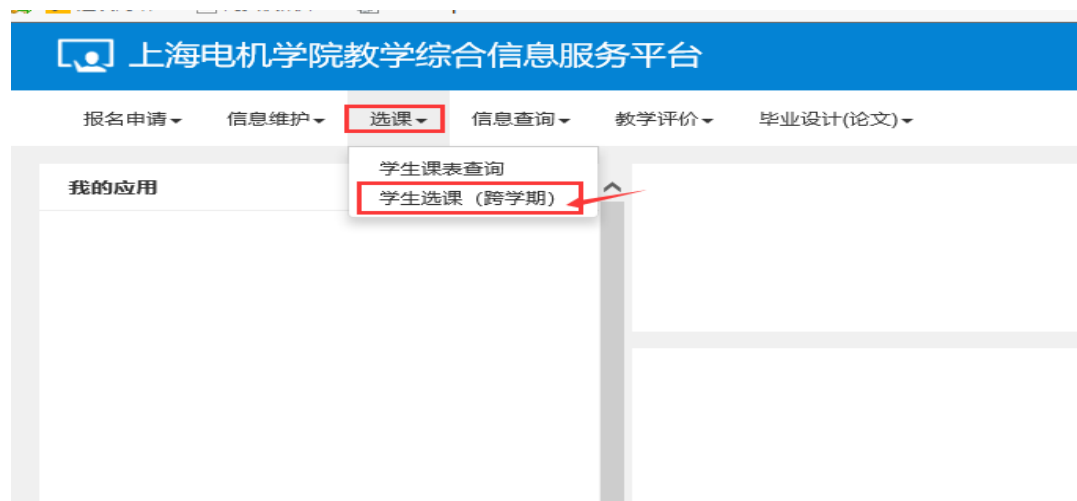 上海电机学院教学综合信息服务平台
报名申请 信息维护 选课 信息查询 教学评价 毕业设计(论文)
学生课表查询
我的应用
学生选课（跨学期）